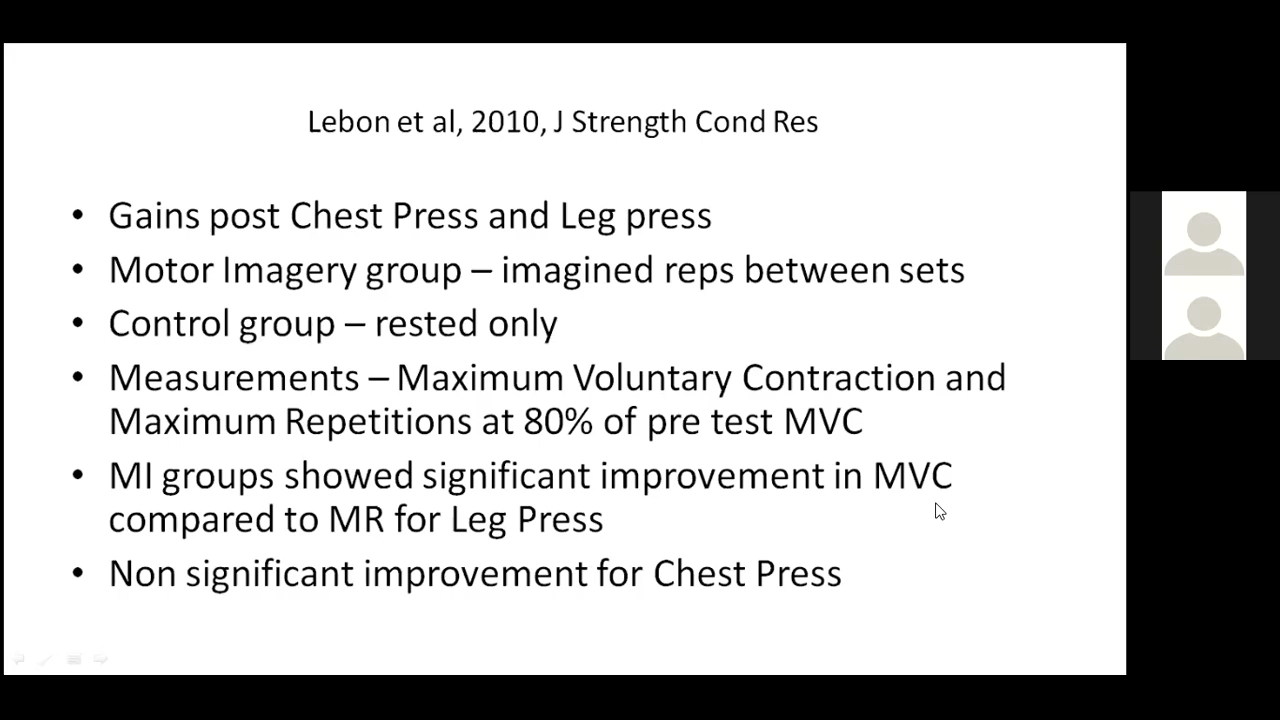 Lebon et al, 2010, J Strength Cond Res
• Gains post Chest Press and Leg press
• Motor Imagery group – imagined reps between sets
• Control group – rested only
• Measurements – Maximum Voluntary Contraction and
Maximum Repetitions at 80% of pre test MVC
• MI groups showed significant improvement in MVC
compared to MR for Leg Press
• Non significant improvement for Chest Press